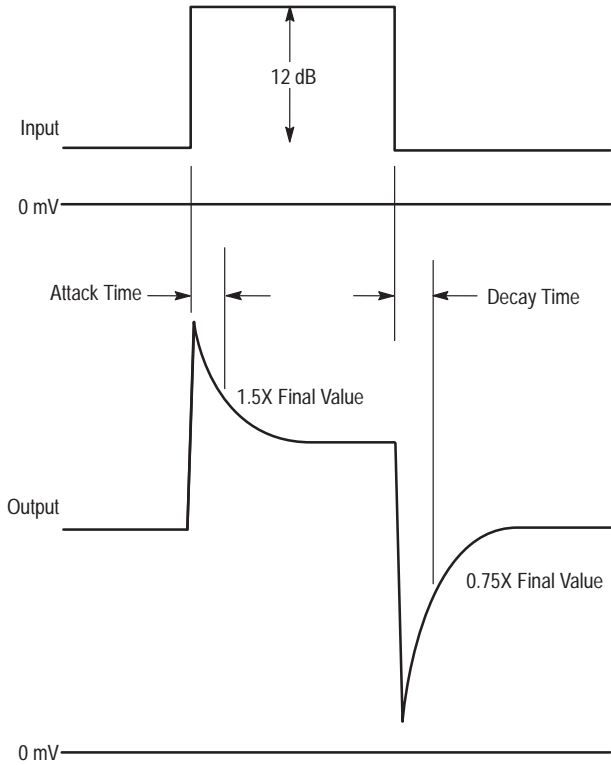 12 dB
Input
0 mV
Attack Time
Decay Time
1.5X Final Value
Output
0.75X Final Value
0 mV